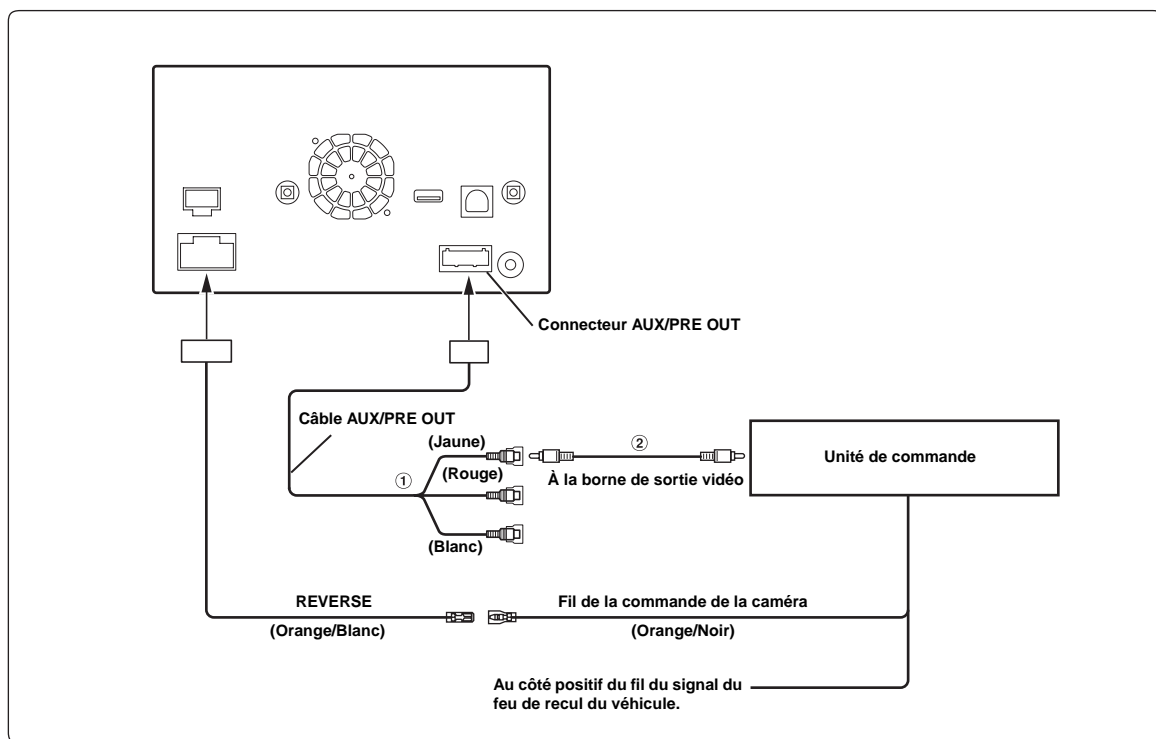 Connecteur AUX/PRE OUT
Câble AUX/PRE OUT
(Jaune)
②
(Rouge)
À la borne de sortie vidéo
Unité de commande
①
(Blanc)
REVERSE
(Orange/Blanc)
Fil de la commande de la caméra
(Orange/Noir)
Au côté positif du fil du signal du
feu de recul du véhicule.